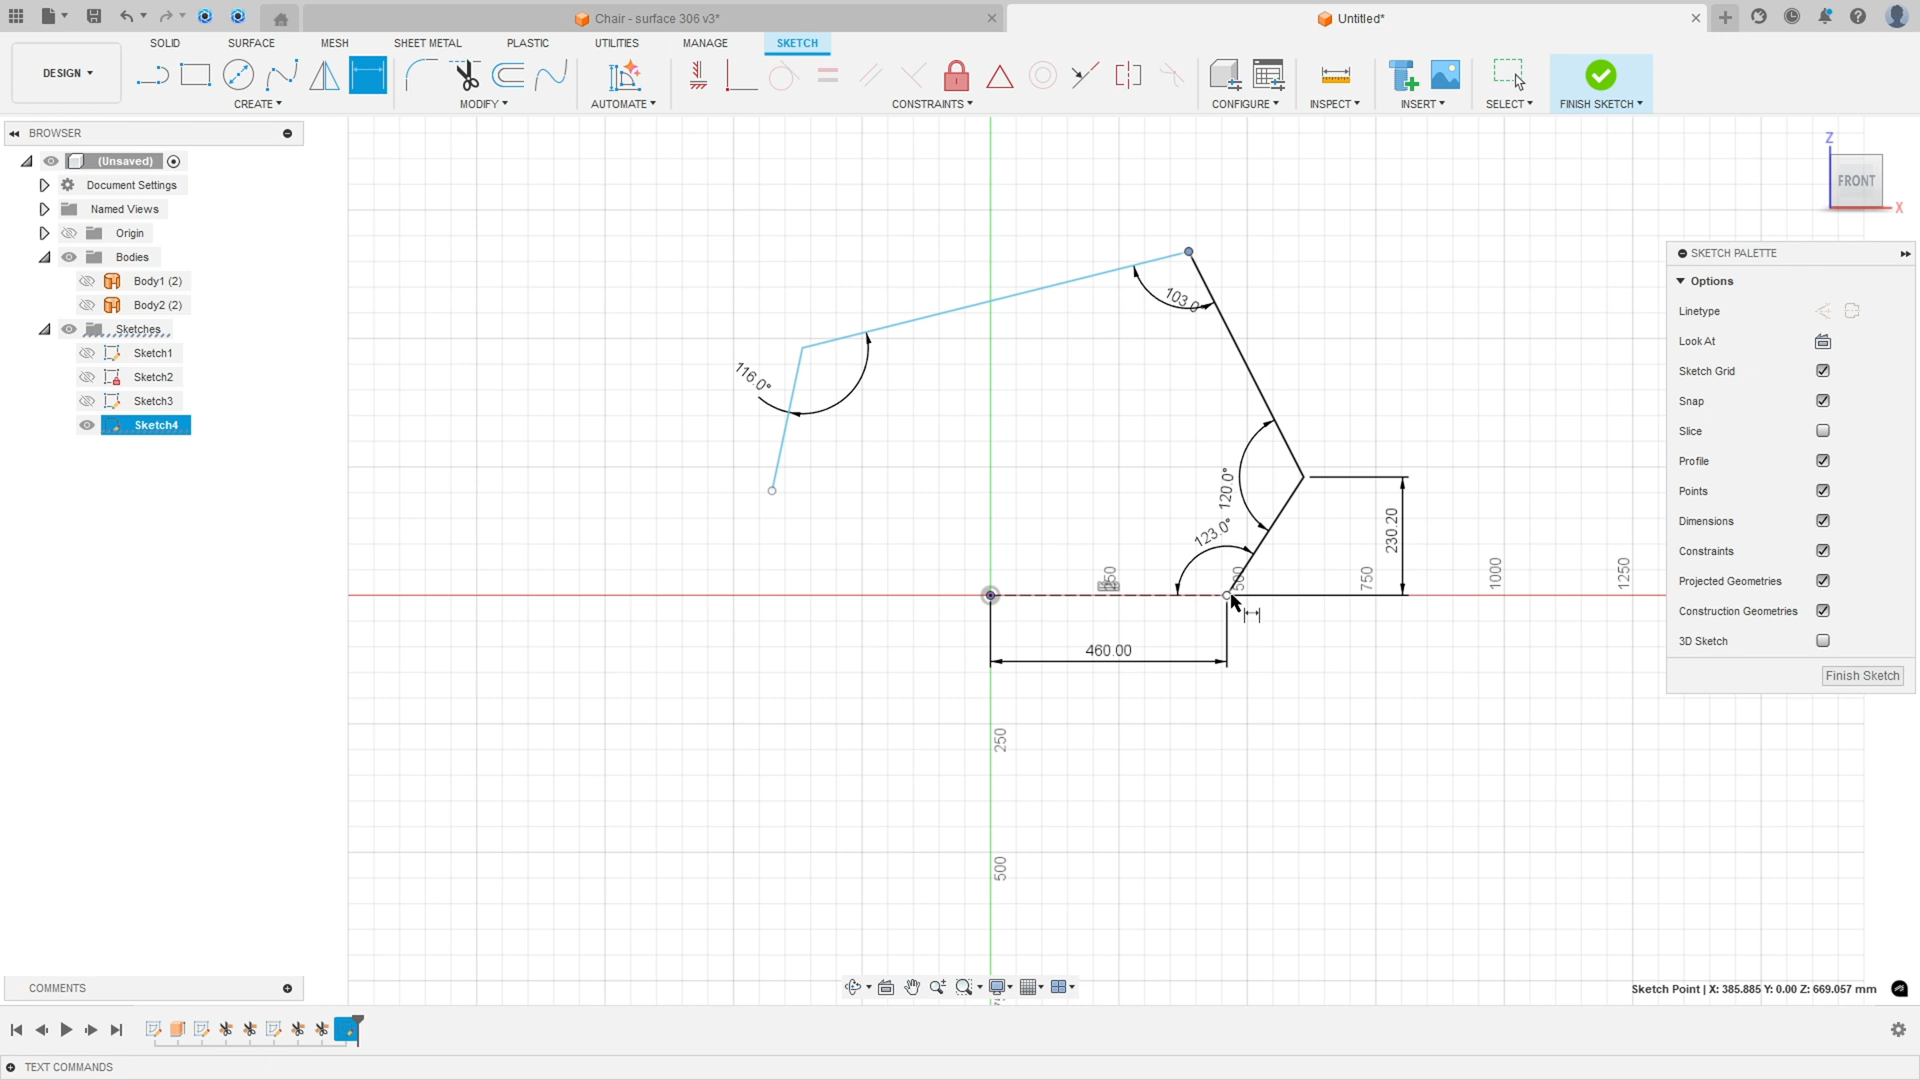 Chair - surface 306 v3*
Untitled*
DESIGN
SOLID SURFACE MESH SHEET METAL PLASTIC UTILITIES MANAGE SKETCH
CREATE MODIFY AUTOMATE CONSTRAINTS CONFIGURE INSPECT INSERT SELECT FINISH SKETCH
BROWSER
(Unsaved)
Document Settings
Named Views
Origin
Bodies
Body1 (2)
Body2 (2)
Sketches
Sketch1
Sketch2
Sketch3
Sketch4
Z
FRONT
X
SKETCH PALETTE
Options
Linetype
Look At
Sketch Grid
Snap
Slice
Profile
Points
Dimensions
Constraints
Projected Geometries
Construction Geometries
3D Sketch
Finish Sketch
103.0
116.0°
120.0°
123.0°
230.20
500
750
1000
1250
460.00
250
500
COMMENTS
Sketch Point | X: 385.885 Y: 0.00 Z: 669.057 mm
TEXT COMMANDS